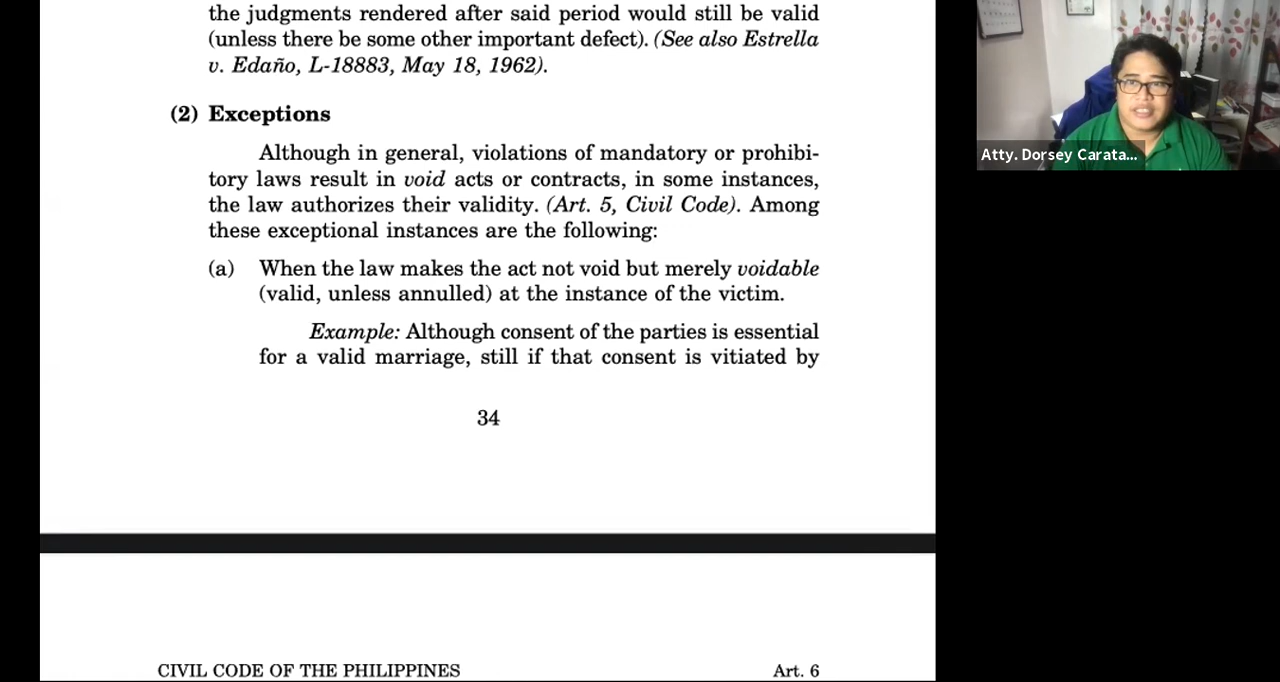 the judgments rendered after said period would still be valid
(unless there be some other important defect). (See also Estrella
v. Edaño, L-18883, May 18, 1962).
(2) Exceptions
Although in general, violations of mandatory or prohibi-
tory laws result in void acts or contracts, in some instances,
the law authorizes their validity. (Art. 5, Civil Code). Among
these exceptional instances are the following:
(a) When the law makes the act not void but merely voidable
(valid, unless annulled) at the instance of the victim.
Example: Although consent of the parties is essential
for a valid marriage, still if that consent is vitiated by
34
CIVIL CODE OF THE PHILIPPINES Art. 6
Atty. Dorsey Carata...